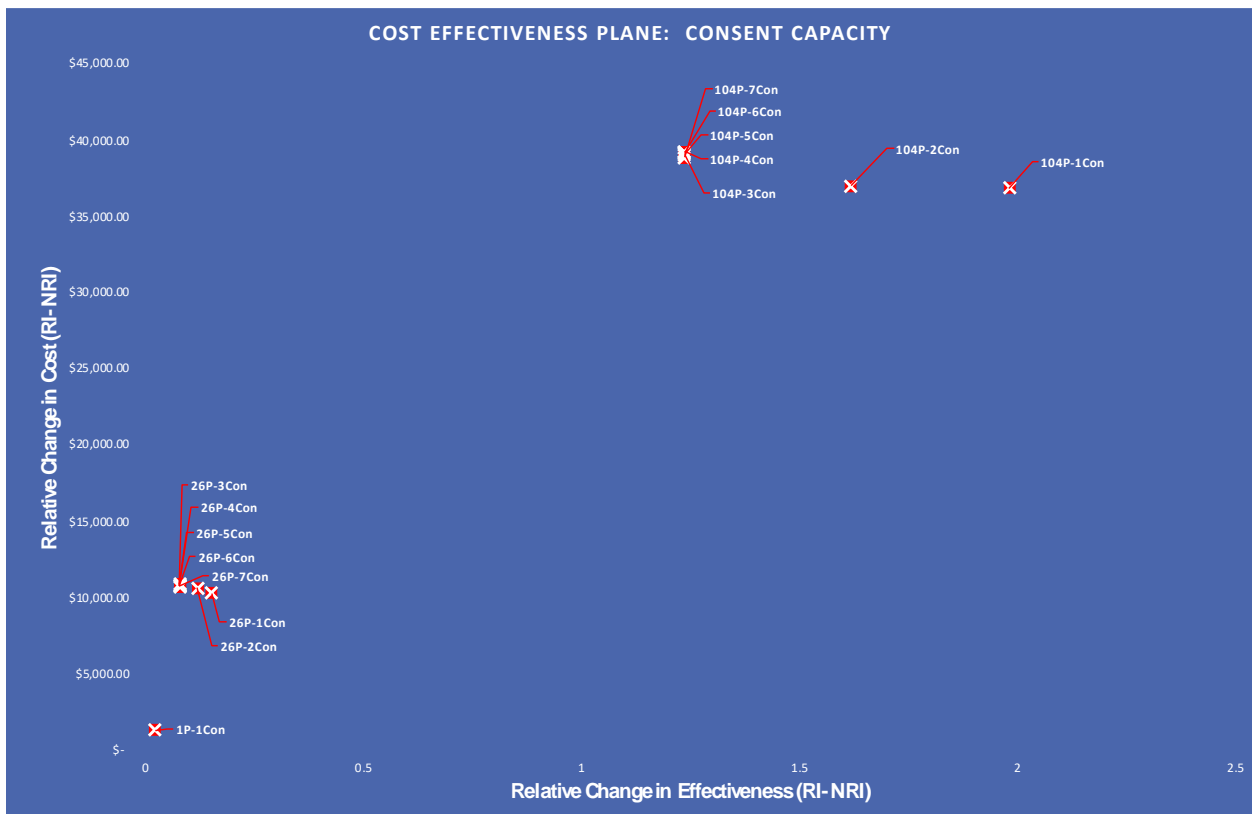 COST EFFECTIVENESS PLANE: CONSENT CAPACITY
$45,000.00
$40,000.00
$35,000.00
$30,000.00
$25,000.00
$20,000.00
$15,000.00
$10,000.00
$5,000.00
$-
Relative Change in Cost (RI-NRI)
104P-7Con
104P-6Con
104P-5Con
104P-4Con
104P-3Con
104P-2Con
104P-1Con
26P-3Con
26P-4Con
26P-5Con
26P-6Con
26P-7Con
26P-1Con
26P-2Con
1P-1Con
0
0.5
1
1.5
2
2.5
Relative Change in Effectiveness (RI-NRI)